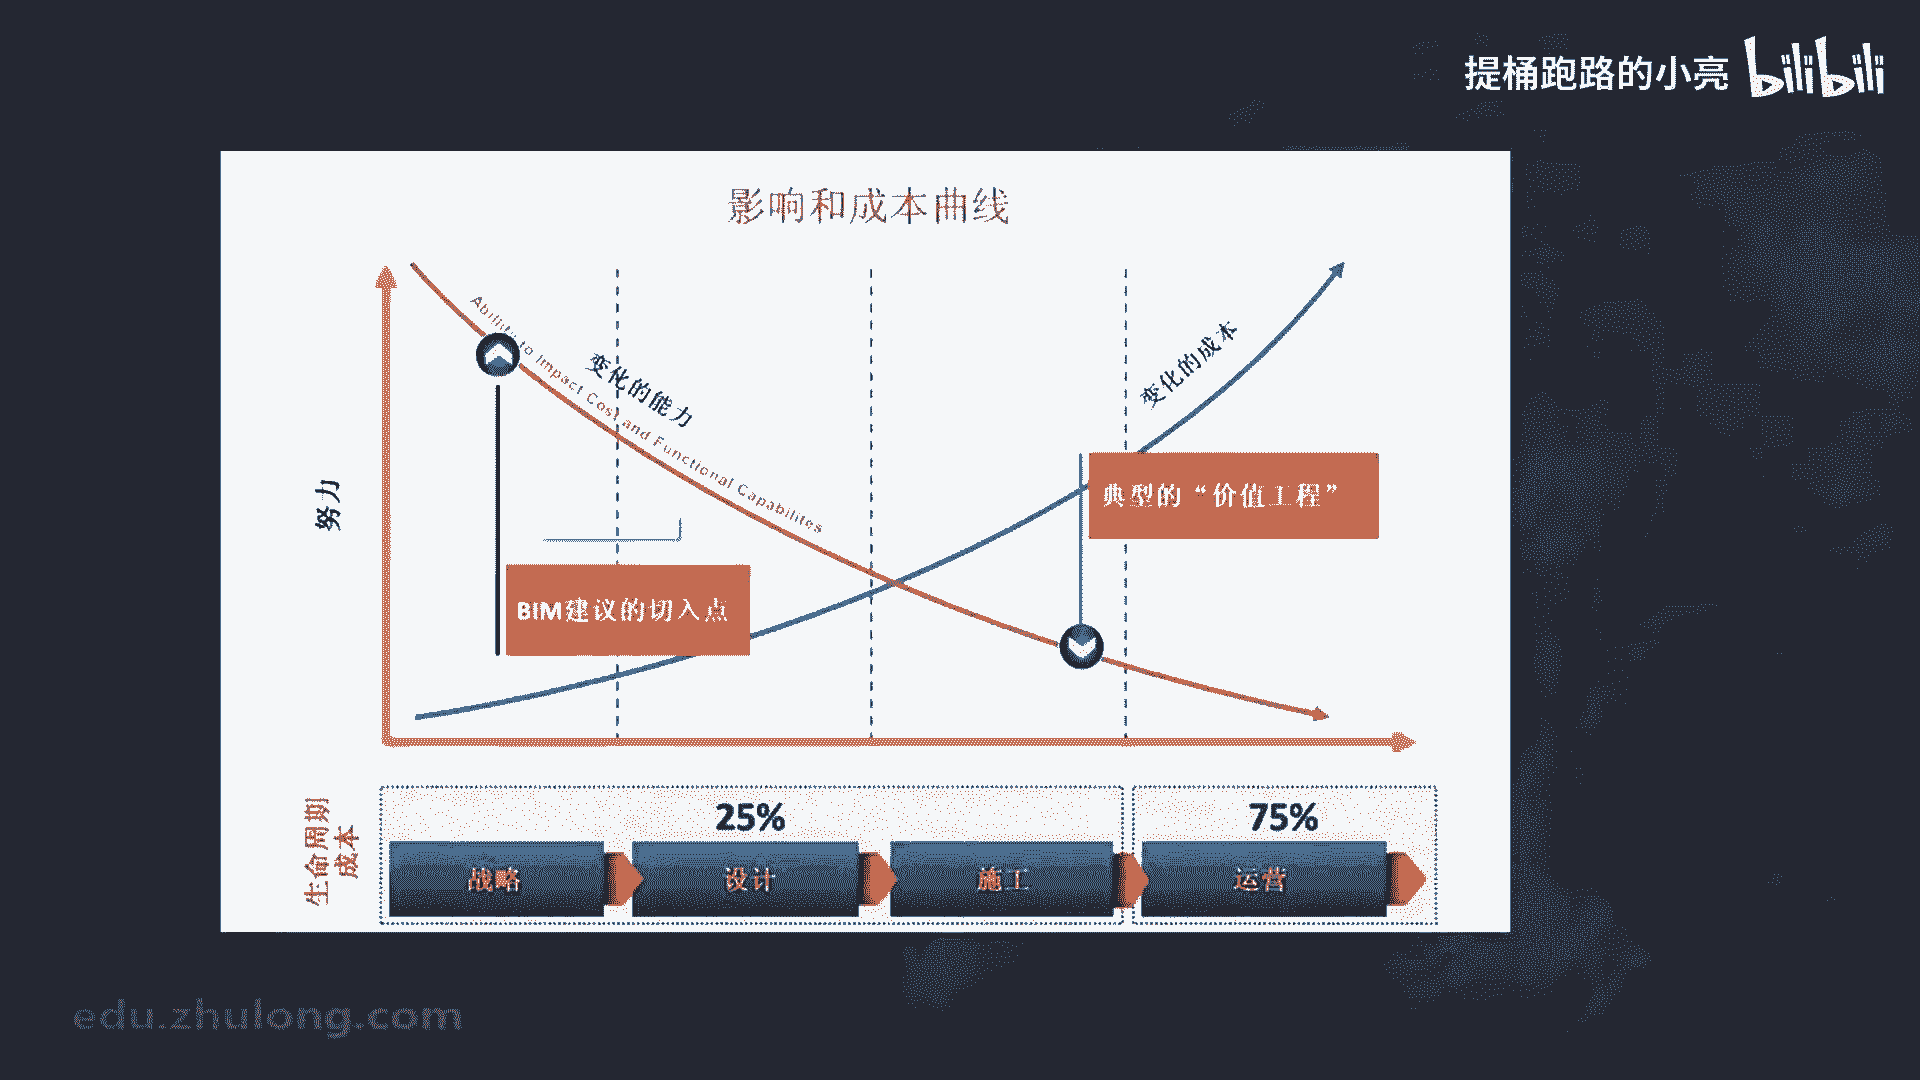 提桶跑路的小亮 bilibili
影响和成本曲线
Ability to Impact Cost and Functional Capabilites
变化的能力
变化的成本
努力
典型的“价值工程”
BIM建议的切入点
生命周期
成本
25%
75%
战略
设计
施工
运营
edu.zhulong.com